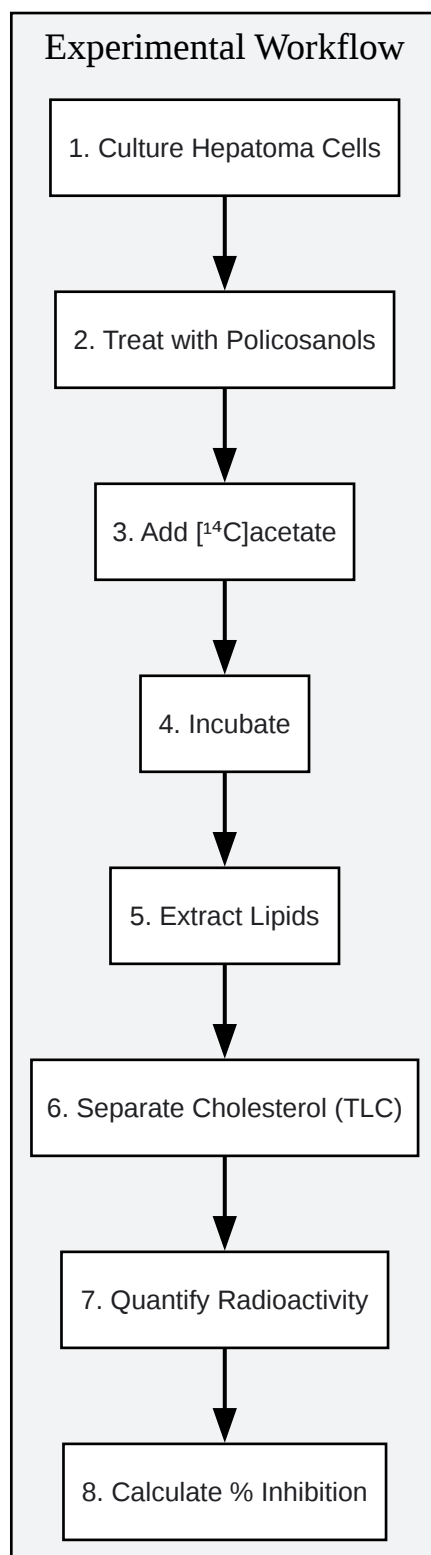 Experimental Workflow
1. Culture Hepatoma Cells
2. Treat with Policosanols
3. Add [¹⁴C]acetate
4. Incubate
5. Extract Lipids
6. Separate Cholesterol (TLC)
7. Quantify Radioactivity
8. Calculate % Inhibition